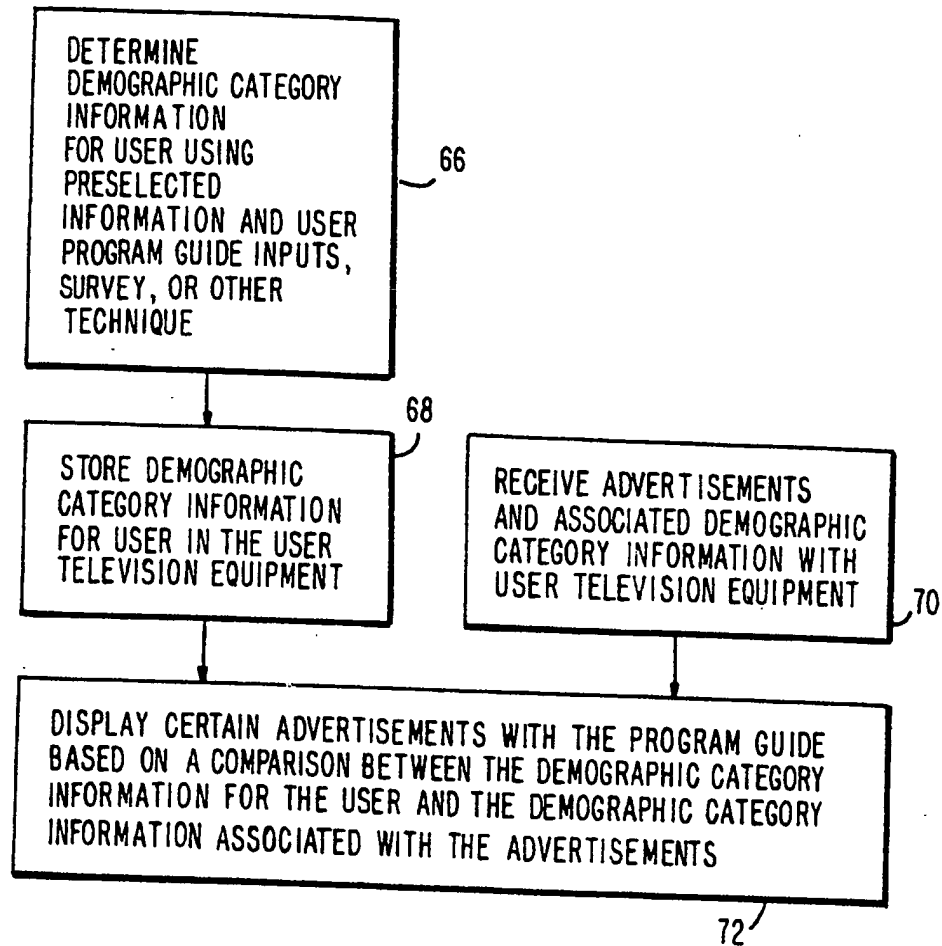 DETERMINE
DEMOGRAPHIC CATEGORY
INFORMATION
FOR USER USING
PRESELECTED
INFORMATION AND USER
PROGRAM GUIDE INPUTS,
SURVEY, OR OTHER
TECHNIQUE
66
STORE DEMOGRAPHIC
CATEGORY INFORMATION
FOR USER IN THE USER
TELEVISION EQUIPMENT
68
RECEIVE ADVERTISEMENTS
AND ASSOCIATED DEMOGRAPHIC
CATEGORY INFORMATION WITH
USER TELEVISION EQUIPMENT
70
DISPLAY CERTAIN ADVERTISEMENTS WITH THE PROGRAM GUIDE
BASED ON A COMPARISON BETWEEN THE DEMOGRAPHIC CATEGORY
INFORMATION FOR THE USER AND THE DEMOGRAPHIC CATEGORY
INFORMATION ASSOCIATED WITH THE ADVERTISEMENTS
72